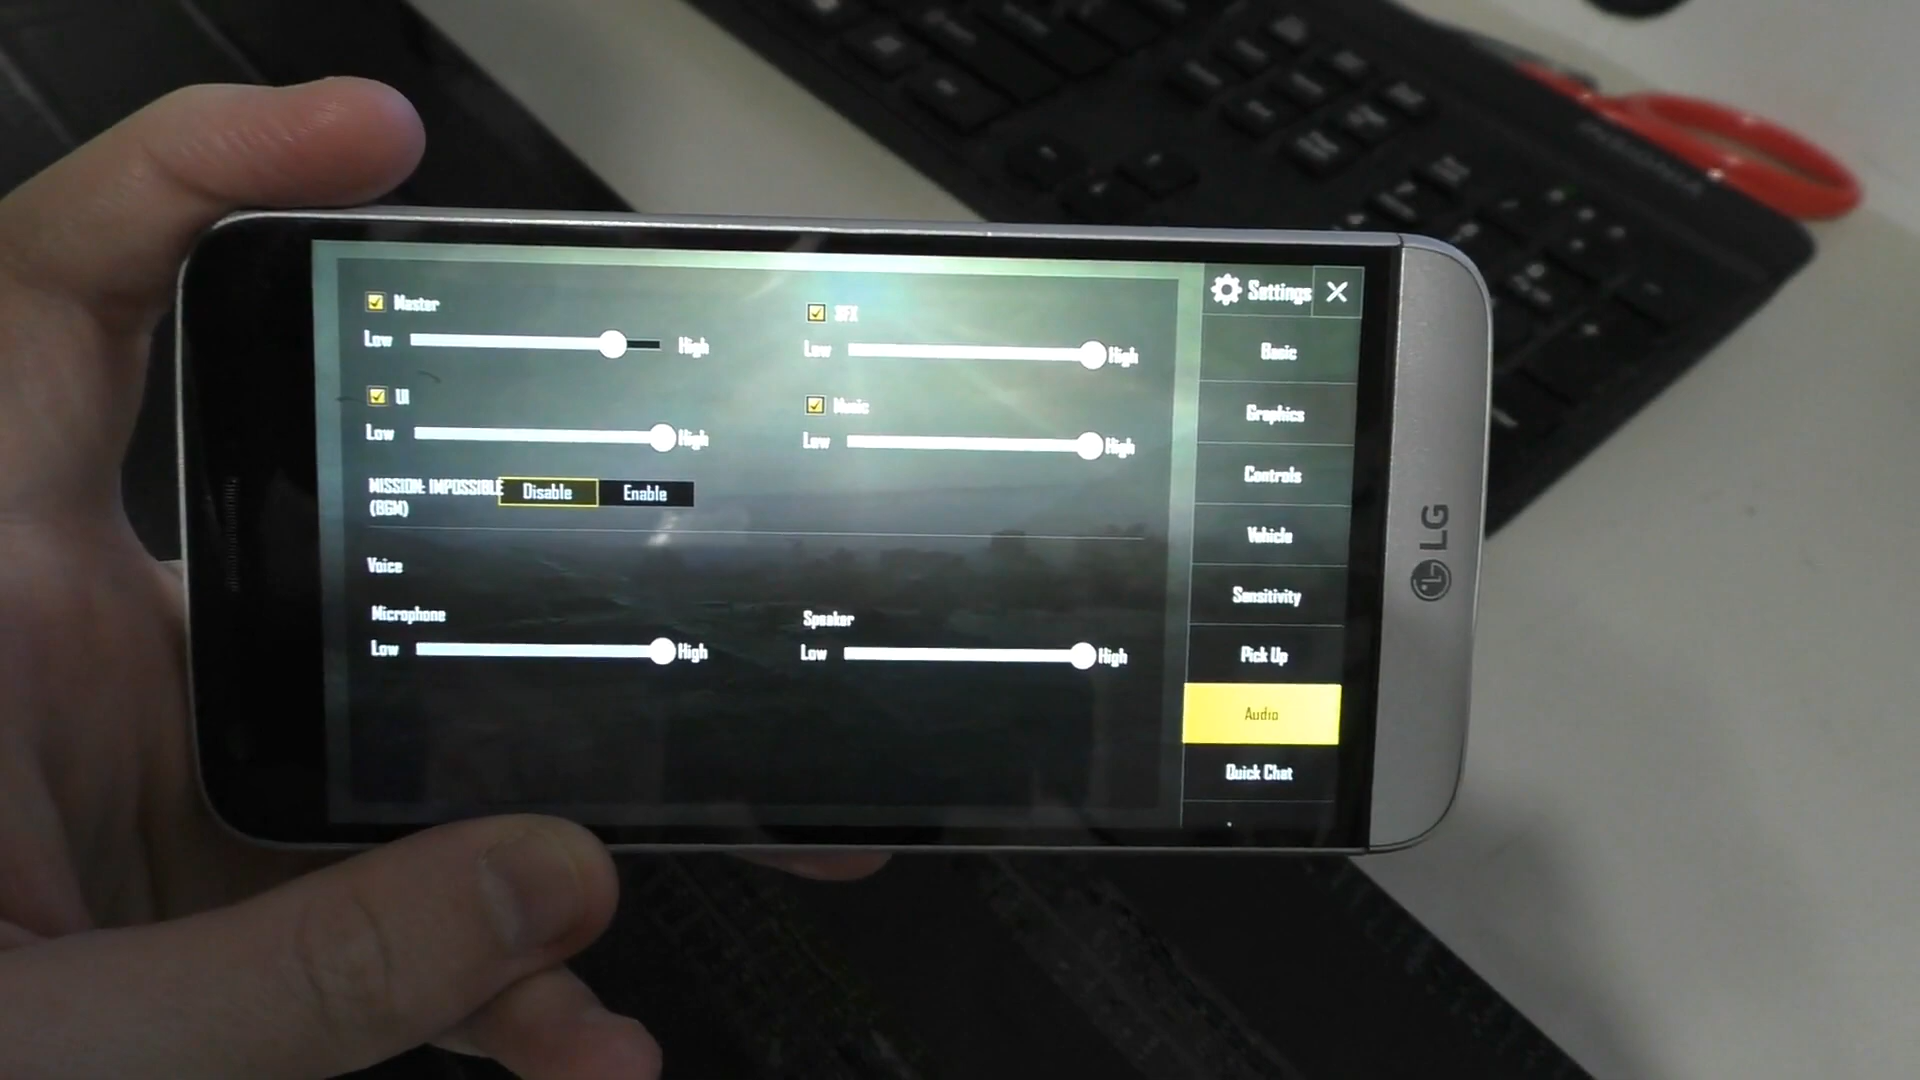 Master
Low High
SFX
Low High
UI
Low High
Music
Low High
MISSION: IMPOSSIBLE
(BGM)
Disable Enable
Voice
Microphone
Low High
Speaker
Low High
Settings
Basic
Graphics
Controls
Vehicle
Sensitivity
Pick Up
Audio
Quick Chat
LG